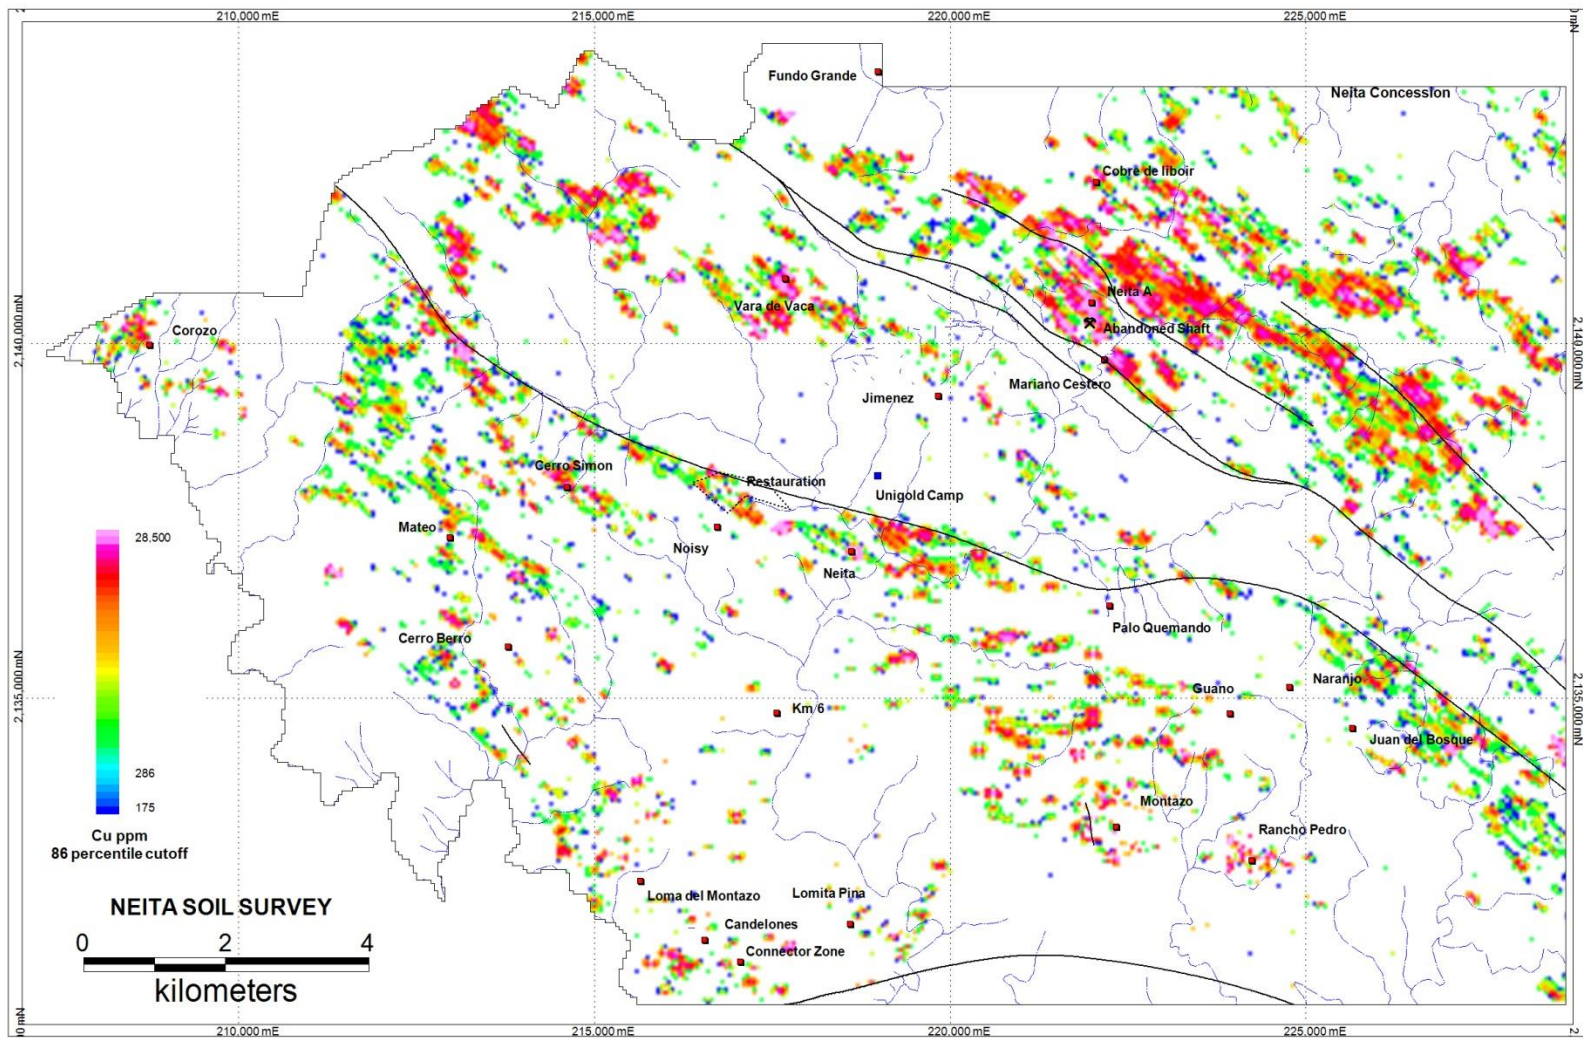 210,000 mE
215,000 mE
220,000 mE
225,000 mE
Fundo Grande
Neita Concession
Cobre de liboir
Neita A
Vara de Vaca
Abandoned Shaft
Corozo
2,140,000 mN
2,140,000 mN
Mariano Cestero
Jimenez
Cerro Simon
Restauration
Unigold Camp
Mateo
Noisy
Neita
28,500
Palo Quemando
Cerro Berro
Naranjo
Guano
2,135,000 mN
2,135,000 mN
Km 6
Juan del Bosque
286
175
Montazo
Cu ppm
86 percentile cutoff
Rancho Pedro
Loma del Montazo
Lomita Pina
NEITA SOIL SURVEY
Candelones
0 2 4
Connector Zone
kilometers
210,000 mE
215,000 mE
220,000 mE
225,000 mE